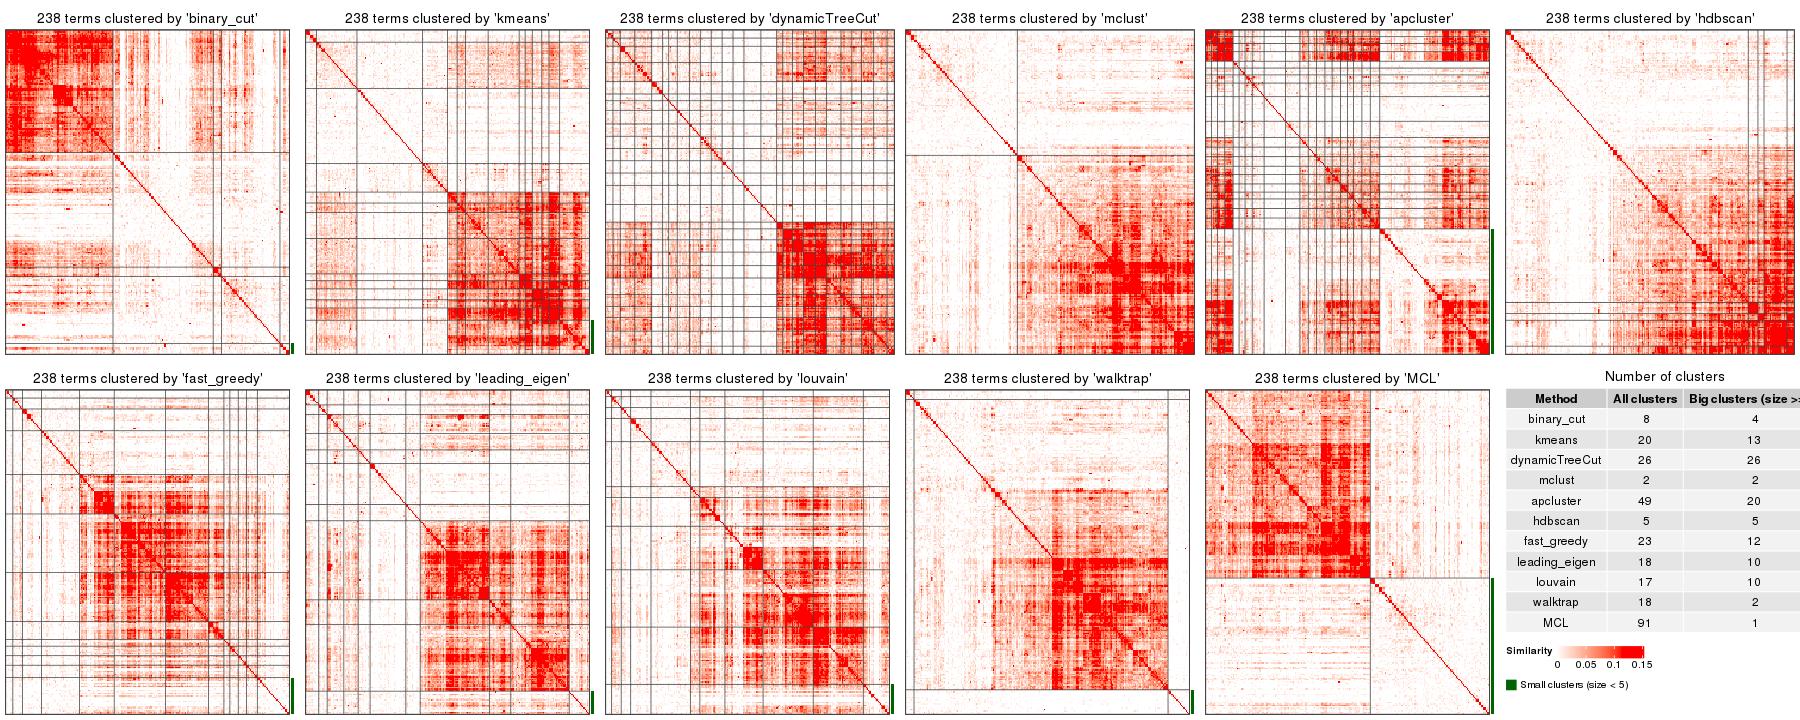 238 terms clustered by 'binary_cut'
238 terms clustered by 'kmeans'
238 terms clustered by 'dynamicTreeCut'
238 terms clustered by 'mclust'
238 terms clustered by 'apcluster'
238 terms clustered by 'hdbscan'
238 terms clustered by 'fast_greedy'
238 terms clustered by 'leading_eigen'
238 terms clustered by 'louvain'
238 terms clustered by 'walktrap'
238 terms clustered by 'MCL'
Number of clusters
Method All clusters Big clusters (size >
binary_cut 8 4
kmeans 20 13
dynamicTreeCut 26 26
mclust 2 2
apcluster 49 20
hdbscan 5 5
fast_greedy 23 12
leading_eigen 18 10
louvain 17 10
walktrap 18 2
MCL 91 1
Similarity
0 0.05 0.1 0.15
Small clusters (size < 5)